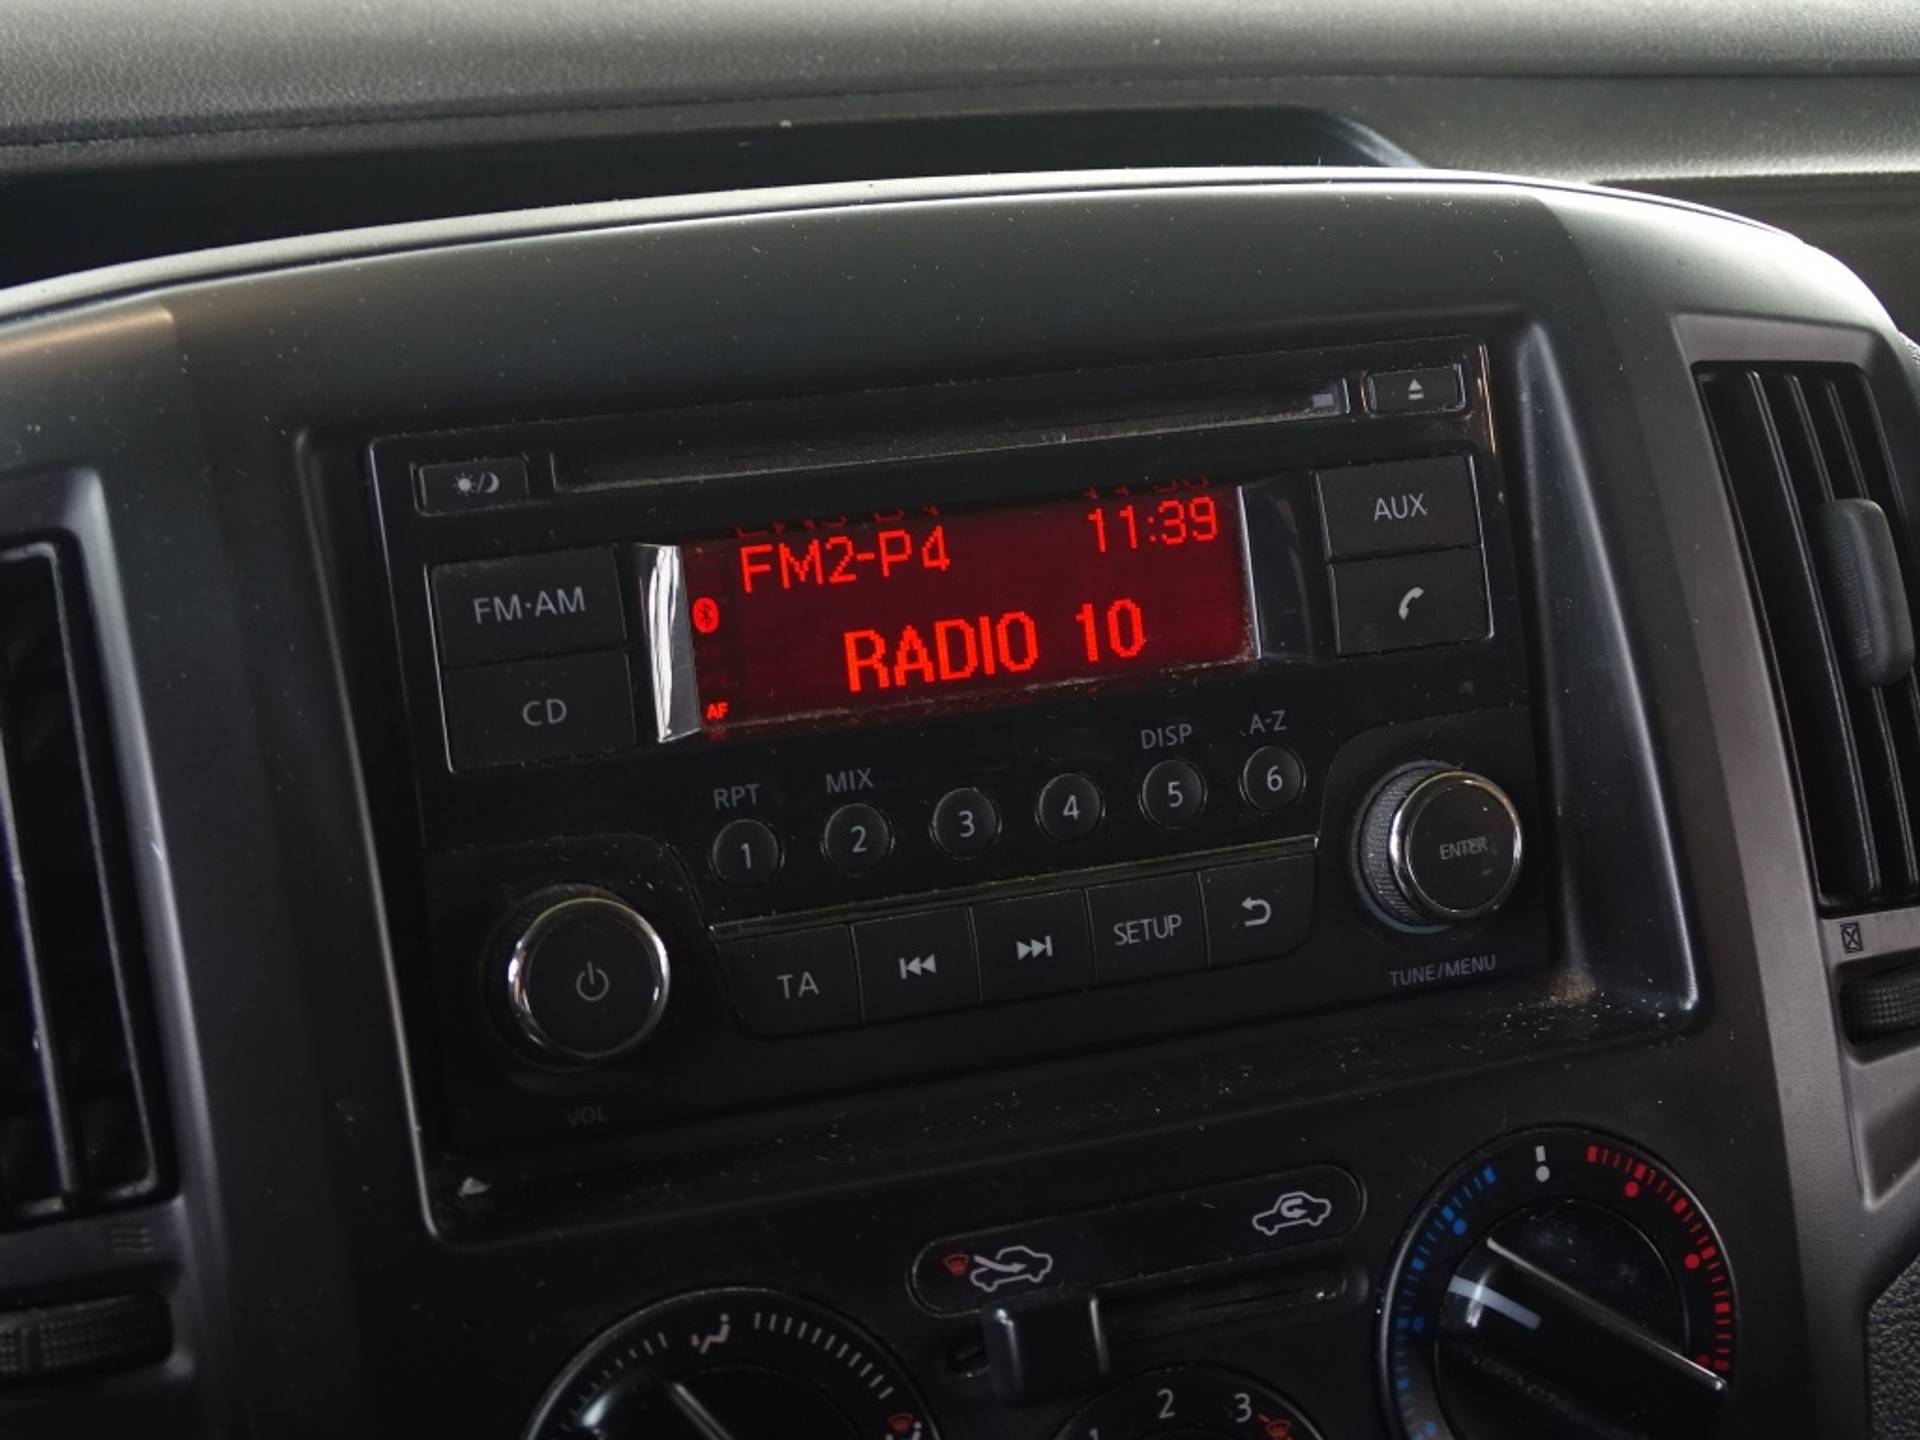 FM2-P4 11:39
RADIO 10
AF
FM·AM
CD
AUX
RPT MIX DISP A-Z
1 2 3 4 5 6
TA SETUP
ENTER
TUNE/MENU
VOL
1 2 3